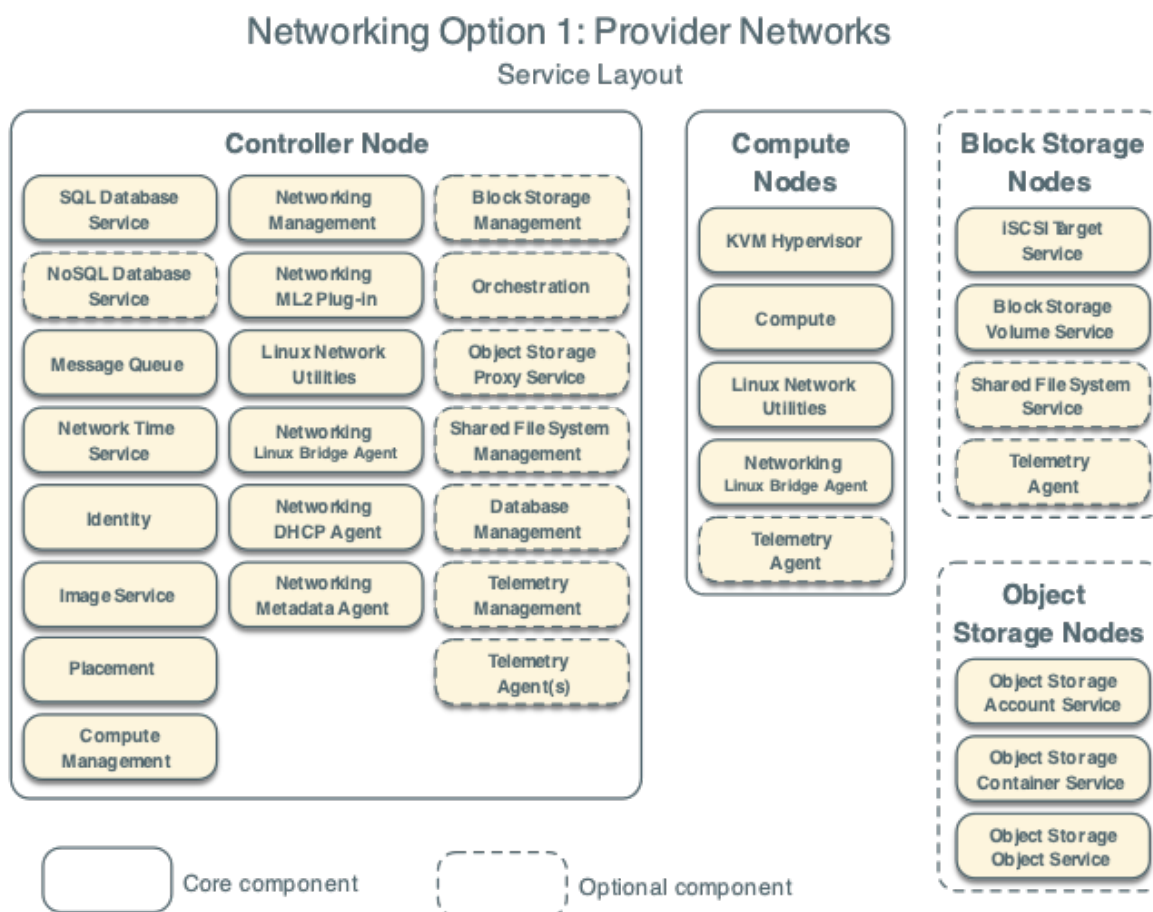 Networking Option 1: Provider Networks
Service Layout
Controller Node
SQL Database
Service
NoSQL Database
Service
Message Queue
Network Time
Service
Identity
Image Service
Placement
Compute
Management
Networking
Management
Networking
ML2 Plug-in
Linux Network
Utilities
Networking
Linux Bridge Agent
Networking
DHCP Agent
Networking
Metadata Agent
Block Storage
Management
Orchestration
Object Storage
Proxy Service
Shared File System
Management
Database
Management
Telemetry
Management
Telemetry
Agent(s)
Compute
Nodes
KVM Hypervisor
Compute
Linux Network
Utilities
Networking
Linux Bridge Agent
Telemetry
Agent
Block Storage
Nodes
iSCSI Target
Service
Block Storage
Volume Service
Shared File System
Service
Telemetry
Agent
Object
Storage Nodes
Object Storage
Account Service
Object Storage
Container Service
Object Storage
Object Service
Core component
Optional component